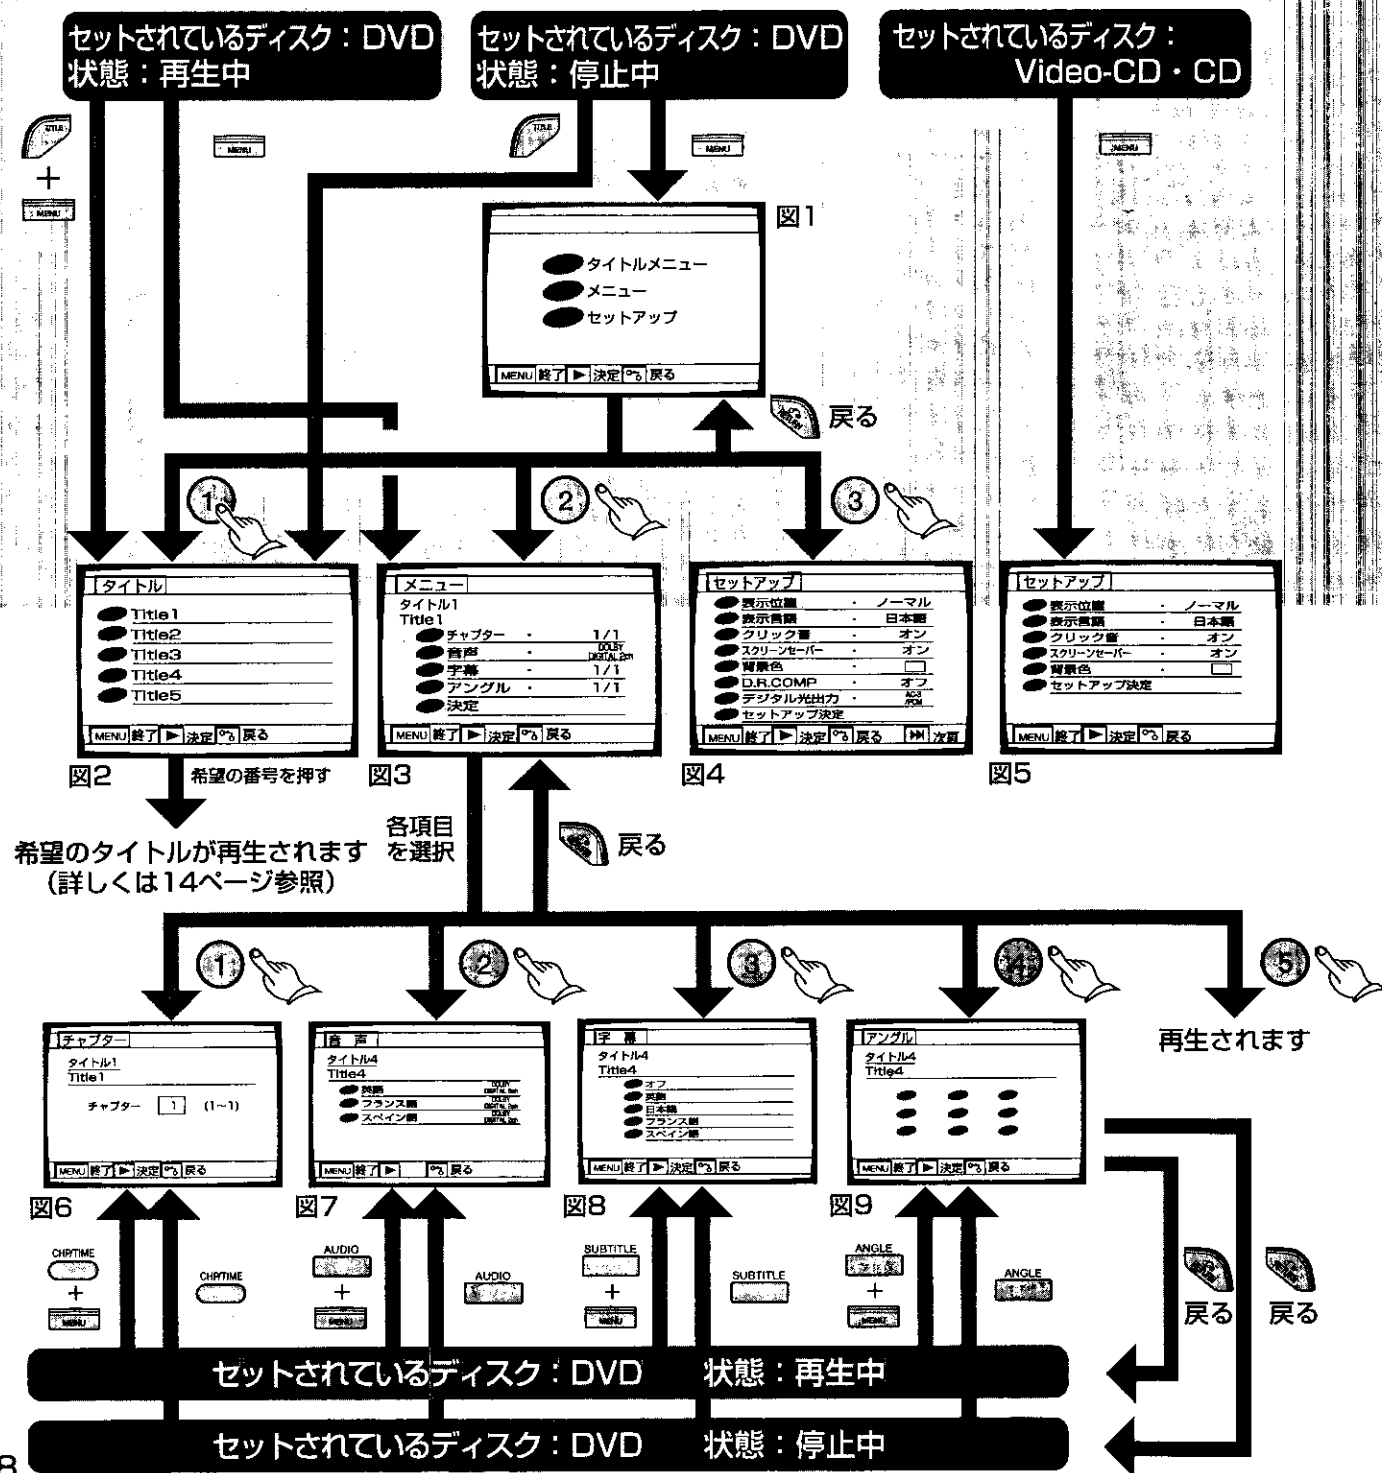 セットされているディスク：DVD
状態：再生中
セットされているディスク：DVD
状態：停止中
セットされているディスク：
Video-CD・CD
TITLE
+
MENU
MENU
TITLE
MENU
MENU
図1
タイトルメニュー
メニュー
セットアップ
MENU 終了 ▶ 決定 戻る
RETURN
戻る
1
2
3
タイトル
Title1
Title2
Title3
Title4
Title5
MENU 終了 ▶ 決定 戻る
図2
メニュー
タイトル1
Title1
チャプター ・ 1/1
音声 ・ DOLBY DIGITAL 2ch
字幕 ・ 1/1
アングル ・ 1/1
決定
MENU 終了 ▶ 決定 戻る
図3
セットアップ
表示位置 ・ ノーマル
表示言語 ・ 日本語
クリック音 ・ オン
スクリーンセーバー ・ オン
背景色 ・
D.R.COMP ・ オフ
デジタル光出力 ・ AC-3/PCM
セットアップ決定
MENU 終了 ▶ 決定 戻る ▶▶| 次頁
図4
セットアップ
表示位置 ・ ノーマル
表示言語 ・ 日本語
クリック音 ・ オン
スクリーンセーバー ・ オン
背景色 ・
セットアップ決定
MENU 終了 ▶ 決定 戻る
図5
希望の番号を押す
希望のタイトルが再生されます
（詳しくは14ページ参照）
各項目
を選択
戻る
1
2
3
4
5
再生されます
チャプター
タイトル1
Title1
チャプター 1 (1~1)
MENU 終了 ▶ 決定 戻る
図6
音 声
タイトル4
Title4
英語 DOLBY DIGITAL 2ch
フランス語 DOLBY DIGITAL 2ch
スペイン語 DOLBY DIGITAL 2ch
MENU 終了 ▶ 戻る
図7
字 幕
タイトル4
Title4
オフ
英語
日本語
フランス語
スペイン語
MENU 終了 ▶ 決定 戻る
図8
アングル
タイトル4
Title4
MENU 終了 ▶ 決定 戻る
図9
CHP/TIME
+
MENU
CHP/TIME
AUDIO
+
MENU
AUDIO
SUBTITLE
+
MENU
SUBTITLE
ANGLE
+
MENU
ANGLE
戻る
戻る
セットされているディスク：DVD 状態：再生中
セットされているディスク：DVD 状態：停止中